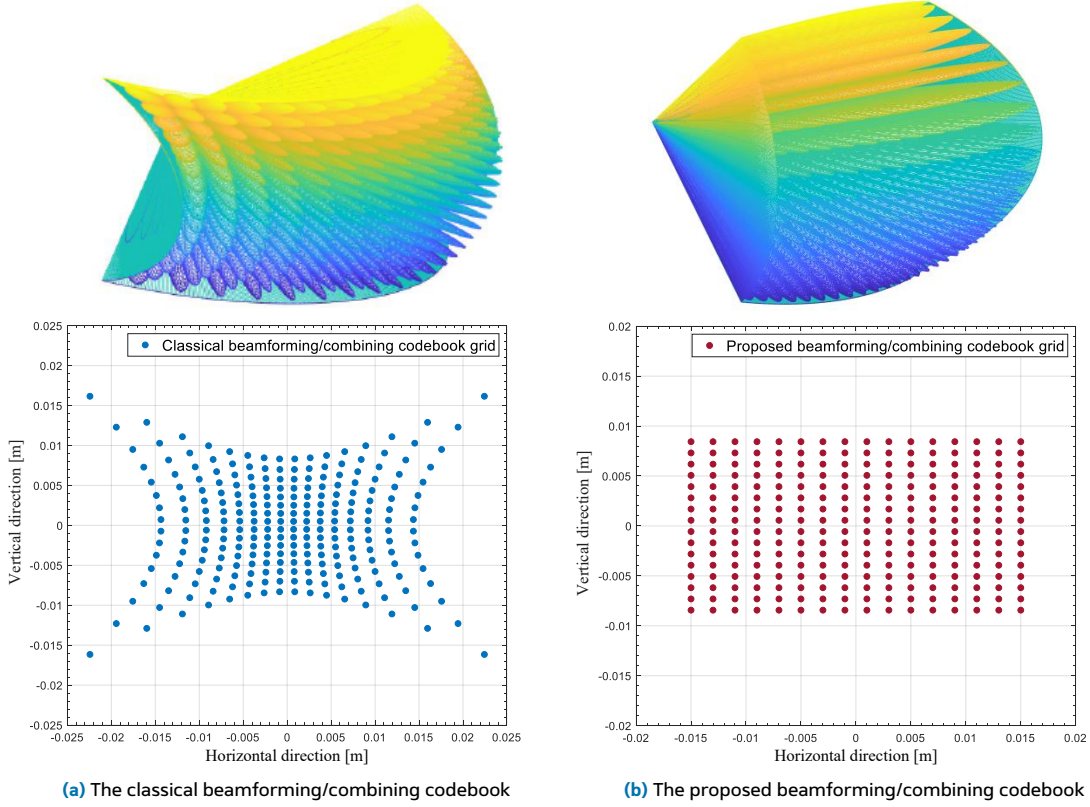 0.025
0.02
0.015
0.01
0.005
0
-0.005
-0.01
-0.015
-0.02
-0.025
Vertical direction [m]
Classical beamforming/combining codebook grid
-0.025 -0.02 -0.015 -0.01 -0.005 0 0.005 0.01 0.015 0.02 0.025
Horizontal direction [m]
(a) The classical beamforming/combining codebook
0.02
0.015
0.01
0.005
0
-0.005
-0.01
-0.015
-0.02
Vertical direction [m]
Proposed beamforming/combining codebook grid
-0.02 -0.015 -0.01 -0.005 0 0.005 0.01 0.015 0.02
Horizontal direction [m]
(b) The proposed beamforming/combining codebook